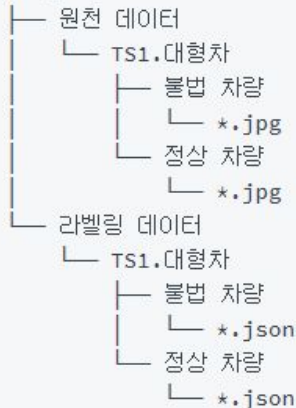 ├── 원천 데이터
│   └── TS1.대형차
│       ├── 불법 차량
│       │   └── *.jpg
│       └── 정상 차량
│           └── *.jpg
└── 라벨링 데이터
    └── TS1.대형차
        ├── 불법 차량
        │   └── *.json
        └── 정상 차량
            └── *.json